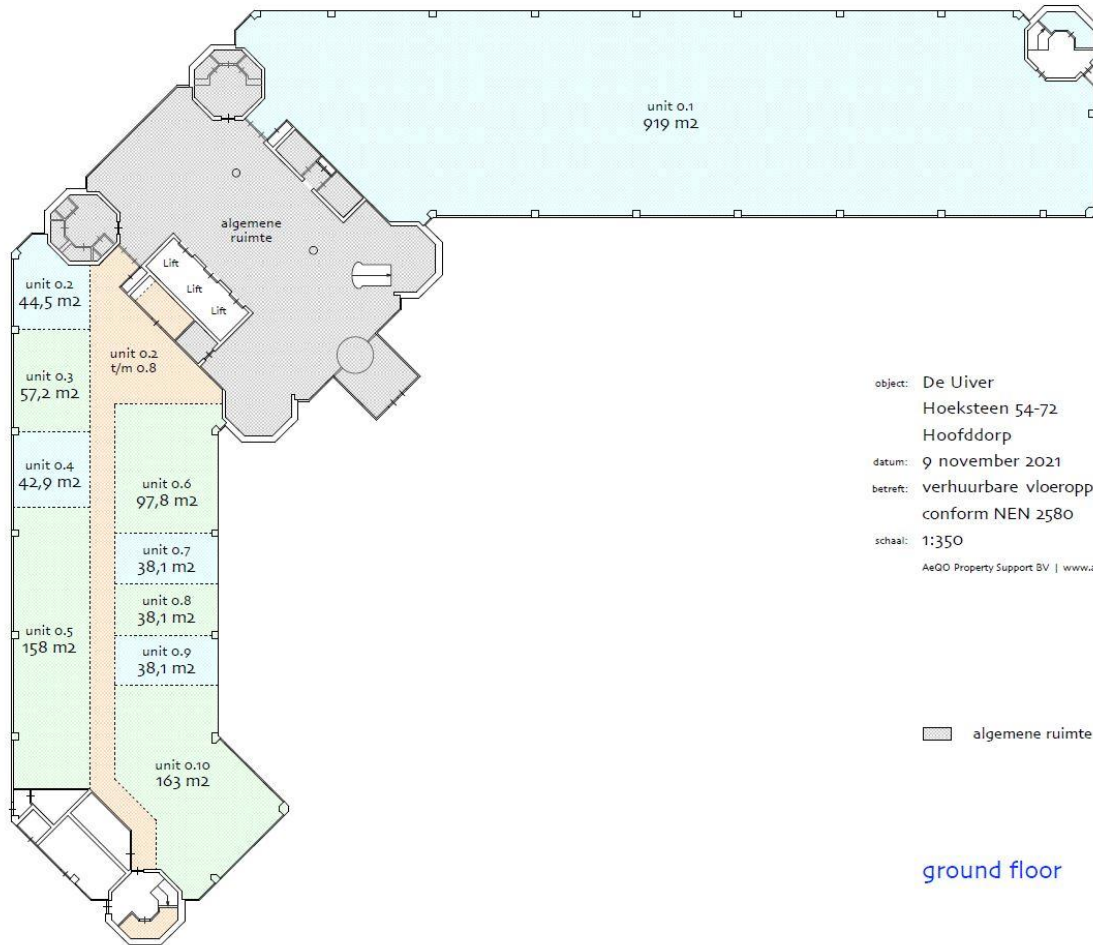 unit 0.1
919 m2
algemene
ruimte
Lift
Lift
Lift
unit 0.2
44,5 m2
unit 0.2
t/m 0.8
unit 0.3
57,2 m2
unit 0.4
42,9 m2
unit 0.6
97,8 m2
unit 0.7
38,1 m2
unit 0.8
38,1 m2
unit 0.5
158 m2
unit 0.9
38,1 m2
unit 0.10
163 m2
object: De Uiver
Hoeksteen 54-72
Hoofddorp
datum: 9 november 2021
betreft: verhuurbare vloeropp
conform NEN 2580
schaal: 1:350
AeQO Property Support BV | www.a
algemene ruimte
ground floor